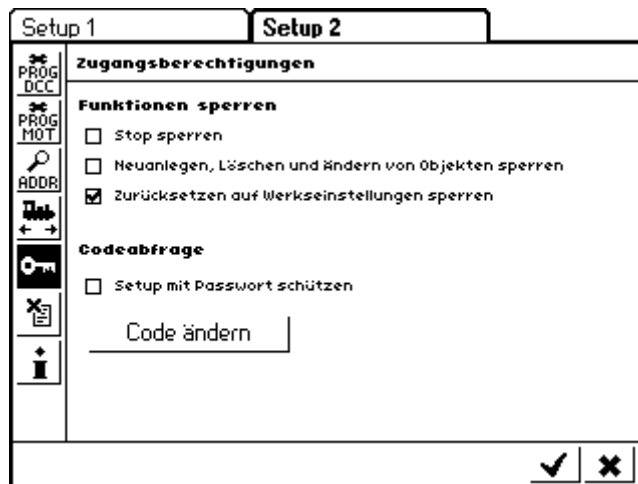 Setup 1
Setup 2
PROG
DCC
Zugangsberechtigungen
PROG
MOT
Funktionen sperren
Stop sperren
Neuanlegen, Löschen und ändern von Objekten sperren
ADDR
Zurücksetzen auf Werkseinstellungen sperren
Codeabfrage
Setup mit Passwort schützen
Code ändern